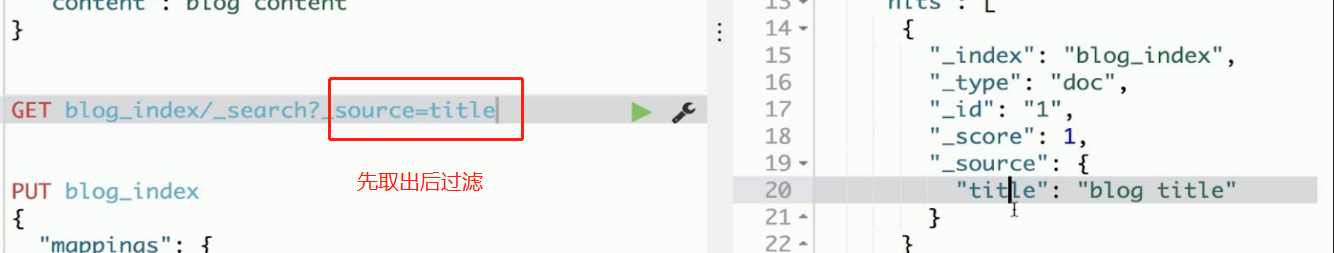 content : blog content
}
GET blog_index/_search?_source=title
先取出后过滤
PUT blog_index
{
"mappings": {
13 hits : [
14 {
15 "_index": "blog_index",
16 "_type": "doc",
17 "_id": "1",
18 "_score": 1,
19 "_source": {
20 "title": "blog title"
21 }
22 }